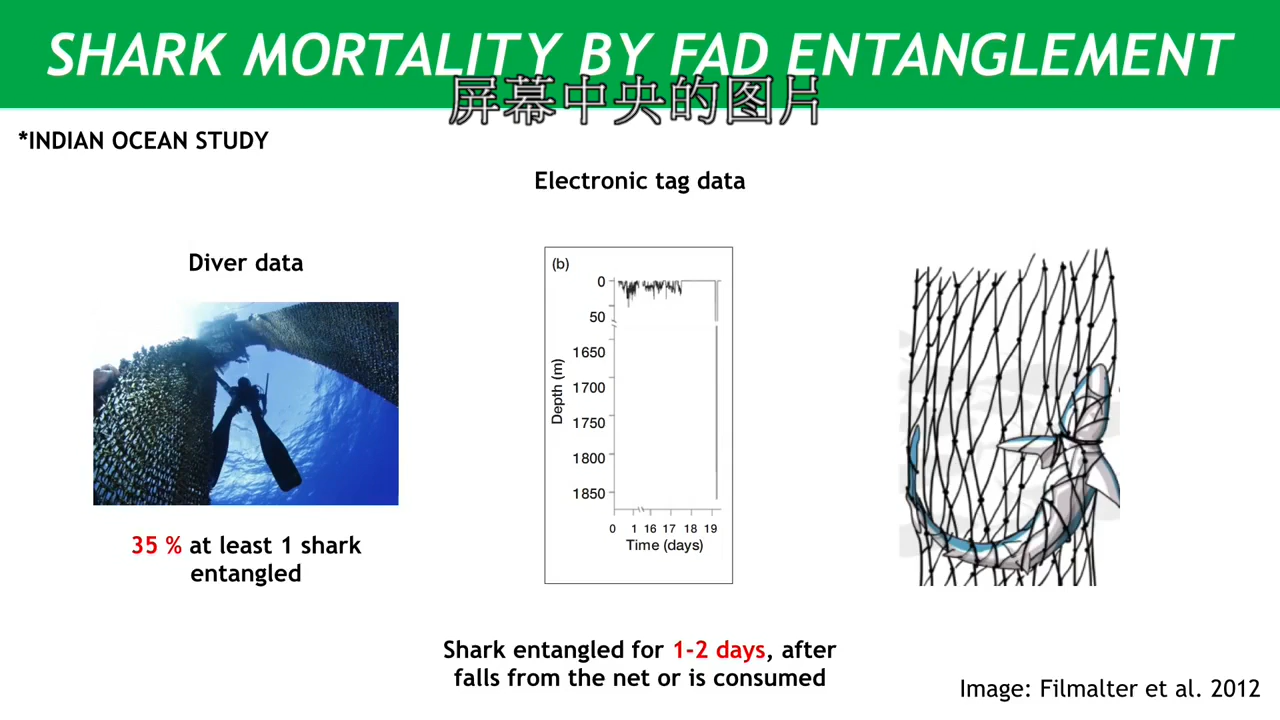 SHARK MORTALITY BY FAD ENTANGLEMENT
屏幕中央的图片
*INDIAN OCEAN STUDY
Electronic tag data
Diver data
(b)
0
50
1650
1700
1750
1800
1850
Depth (m)
0 1 16 17 18 19
Time (days)
35 % at least 1 shark
entangled
Shark entangled for 1-2 days, after
falls from the net or is consumed
Image: Filmalter et al. 2012